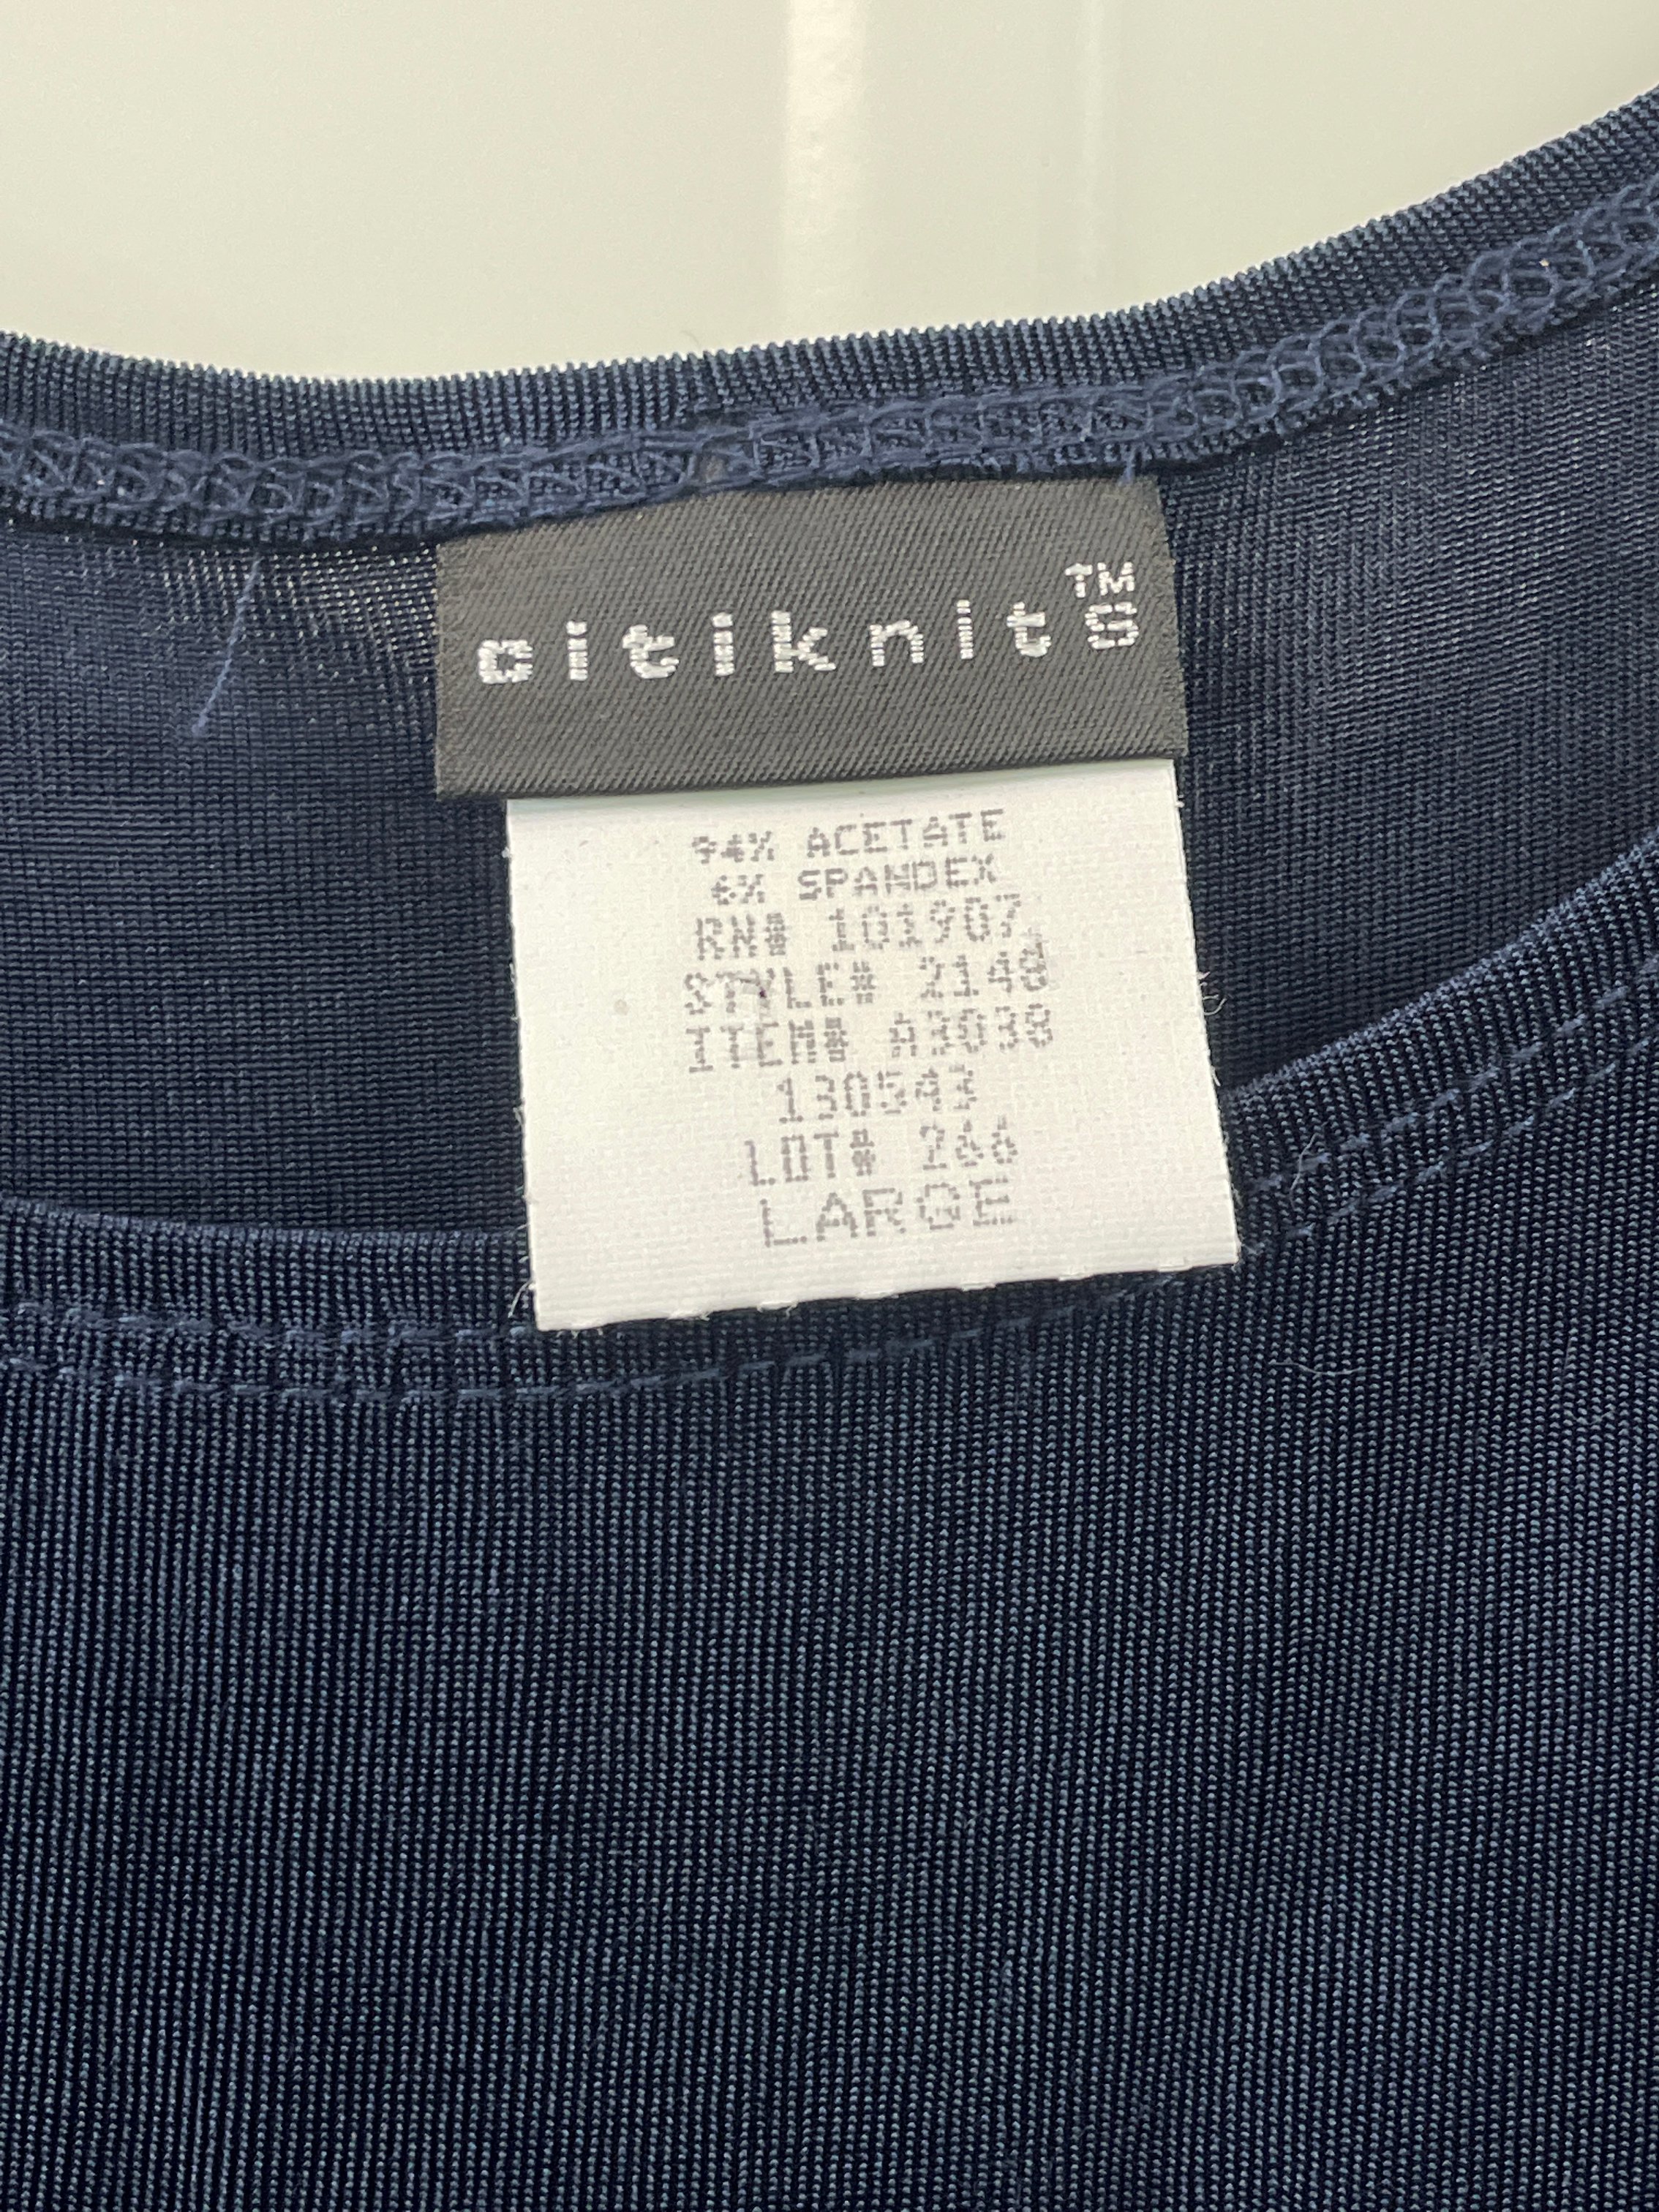 citiknits™
94% ACETATE
6% SPANDEX
RN# 101907
STYLE# 2148
ITEM# A3038
130543
LOT# 266
LARGE